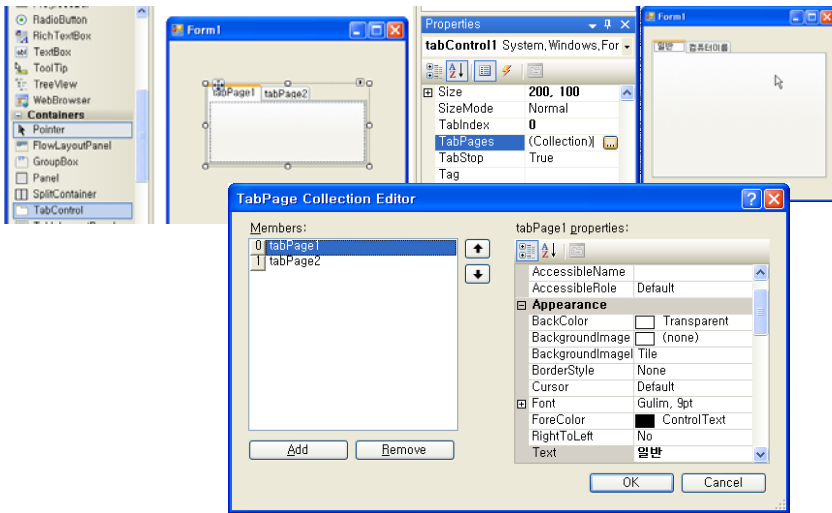 RadioButton
RichTextBox
TextBox
ToolTip
TreeView
WebBrowser
Containers
Pointer
FlowLayoutPanel
GroupBox
Panel
SplitContainer
TabControl
Form1
tabPage1 tabPage2
Properties
tabControl1 System.Windows.For
Size 200, 100
SizeMode Normal
TabIndex 0
TabPages (Collection) ...
TabStop True
Tag
Form1
일반 컴퓨터이름
TabPage Collection Editor
Members:
0 tabPage1
1 tabPage2
Add Remove
tabPage1 properties:
AccessibleName
AccessibleRole Default
Appearance
BackColor Transparent
BackgroundImage (none)
BackgroundImageL Tile
BorderStyle None
Cursor Default
Font Gulim, 9pt
ForeColor ControlText
RightToLeft No
Text 일반
OK Cancel